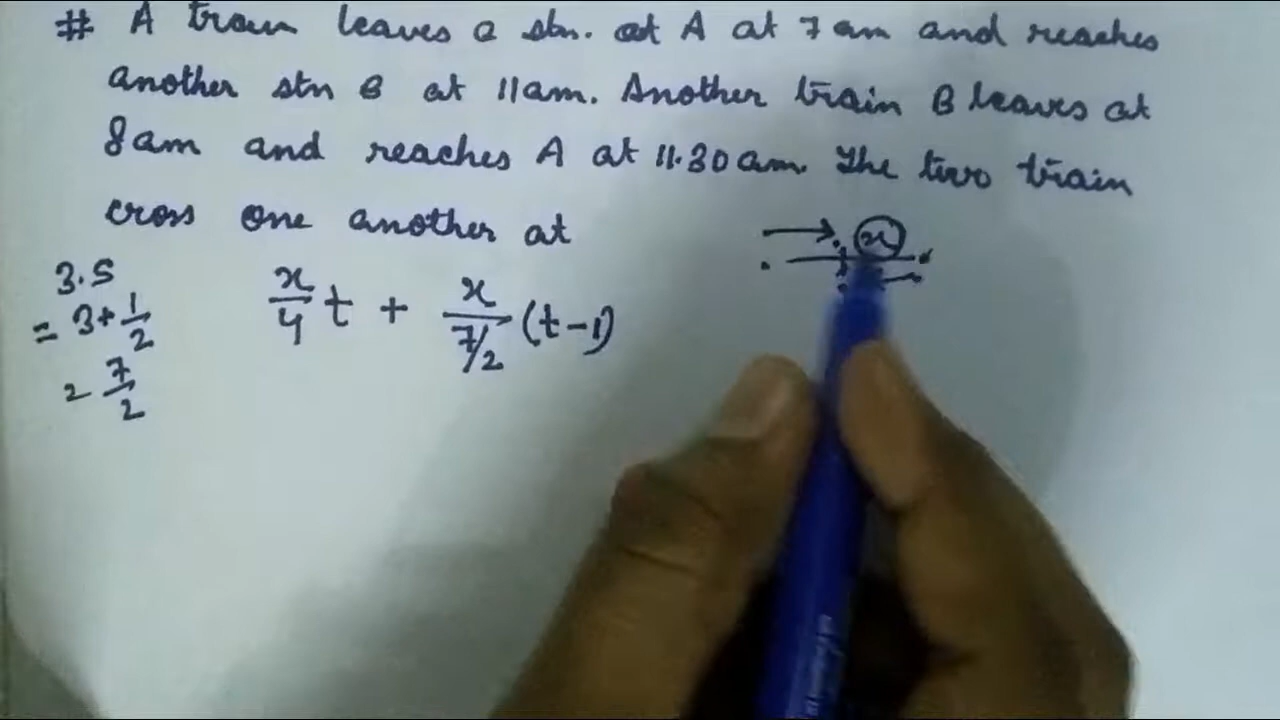 # A train leaves a stn. at A at 7 am and reaches
another stn B at 11am. Another train B leaves at
8am and reaches A at 11.30 am. The two train
cross one another at
x
3.5
= 3 + 1/2
= 7/2
x/4 t + x/7/2 (t-1)